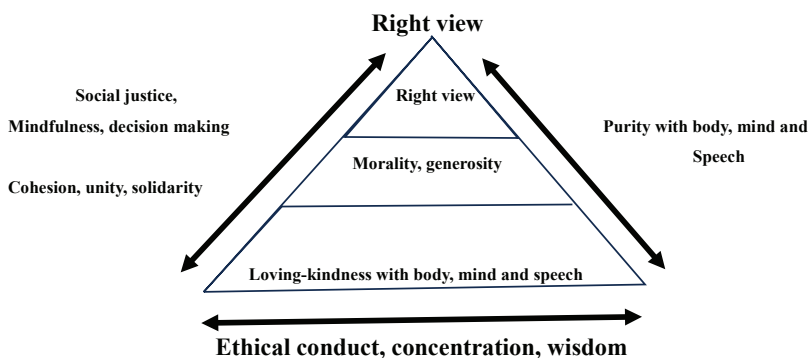 Right view
Social justice,
Mindfulness, decision making
Cohesion, unity, solidarity
Right view
Morality, generosity
Loving-kindness with body, mind and speech
Purity with body, mind and
Speech
Ethical conduct, concentration, wisdom